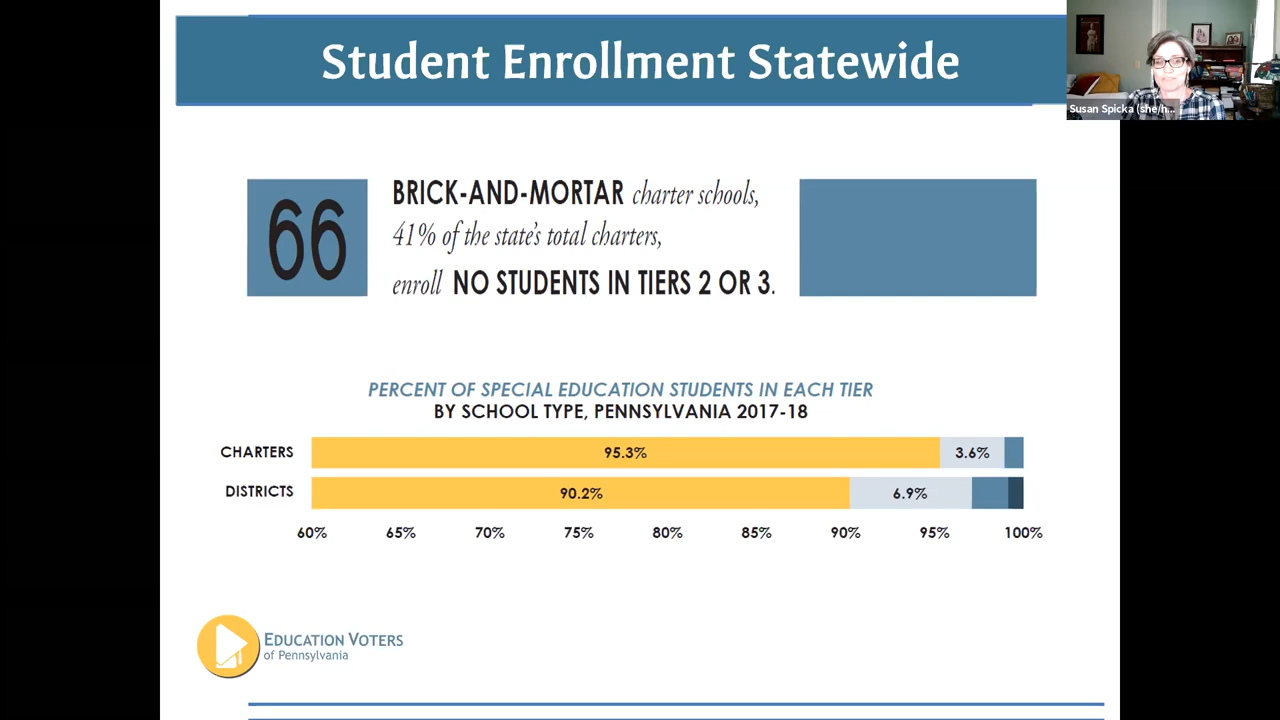 Student Enrollment Statewide
Susan Spicka (she/h...
66
BRICK-AND-MORTAR charter schools,
41% of the state's total charters,
enroll NO STUDENTS IN TIERS 2 OR 3.
PERCENT OF SPECIAL EDUCATION STUDENTS IN EACH TIER
BY SCHOOL TYPE, PENNSYLVANIA 2017-18
CHARTERS 95.3% 3.6%
DISTRICTS 90.2% 6.9%
60% 65% 70% 75% 80% 85% 90% 95% 100%
EDUCATION VOTERS
of Pennsylvania